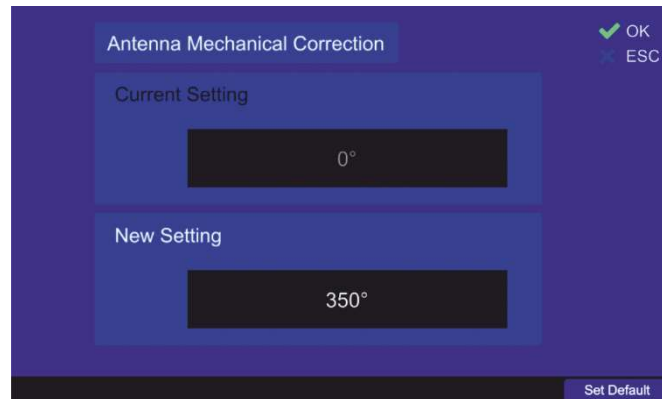 Antenna Mechanical Correction
OK
ESC
Current Setting
0°
New Setting
350°
Set Default